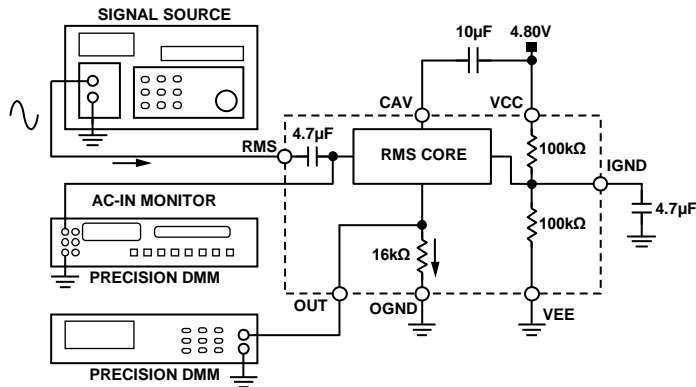 SIGNAL SOURCE
10µF
4.80V
CAV
VCC
4.7µF
RMS
RMS CORE
100kΩ
IGND
AC-IN MONITOR
100kΩ
4.7µF
16kΩ
PRECISION DMM
OUT
OGND
VEE
PRECISION DMM